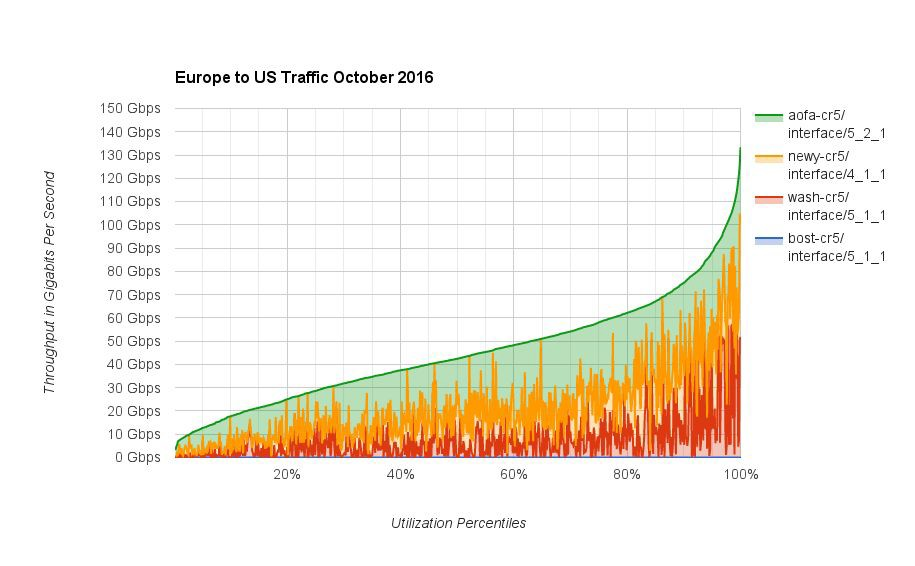 Europe to US Traffic October 2016
150 Gbps
140 Gbps
130 Gbps
120 Gbps
110 Gbps
100 Gbps
90 Gbps
80 Gbps
70 Gbps
60 Gbps
50 Gbps
40 Gbps
30 Gbps
20 Gbps
10 Gbps
0 Gbps
Throughput in Gigabits Per Second
20%
40%
60%
80%
100%
Utilization Percentiles
aofa-cr5/
interface/5_2_1
newy-cr5/
interface/4_1_1
wash-cr5/
interface/5_1_1
bost-cr5/
interface/5_1_1